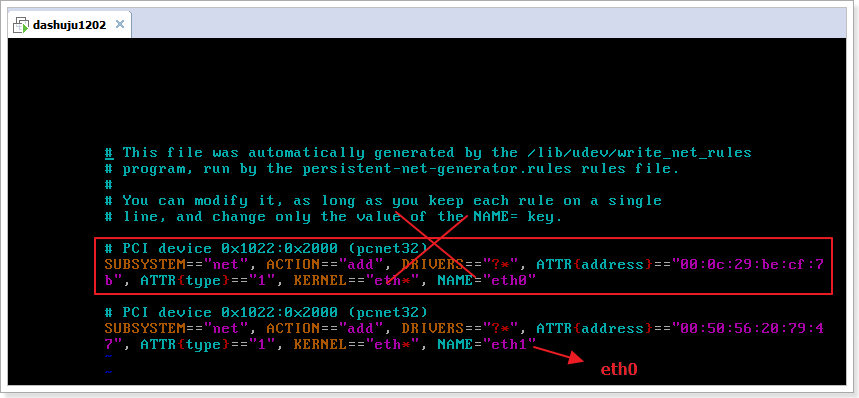 dashuju1202
# This file was automatically generated by the /lib/udev/write_net_rules
# program, run by the persistent-net-generator.rules rules file.
#
# You can modify it, as long as you keep each rule on a single
# line, and change only the value of the NAME= key.
# PCI device 0x1022:0x2000 (pcnet32)
SUBSYSTEM=="net", ACTION=="add", DRIVERS=="?*", ATTR{address}=="00:0c:29:be:cf:7
b", ATTR{type}=="1", KERNEL=="eth*", NAME="eth0"
# PCI device 0x1022:0x2000 (pcnet32)
SUBSYSTEM=="net", ACTION=="add", DRIVERS=="?*", ATTR{address}=="00:50:56:20:79:4
7", ATTR{type}=="1", KERNEL=="eth*", NAME="eth1"
eth0